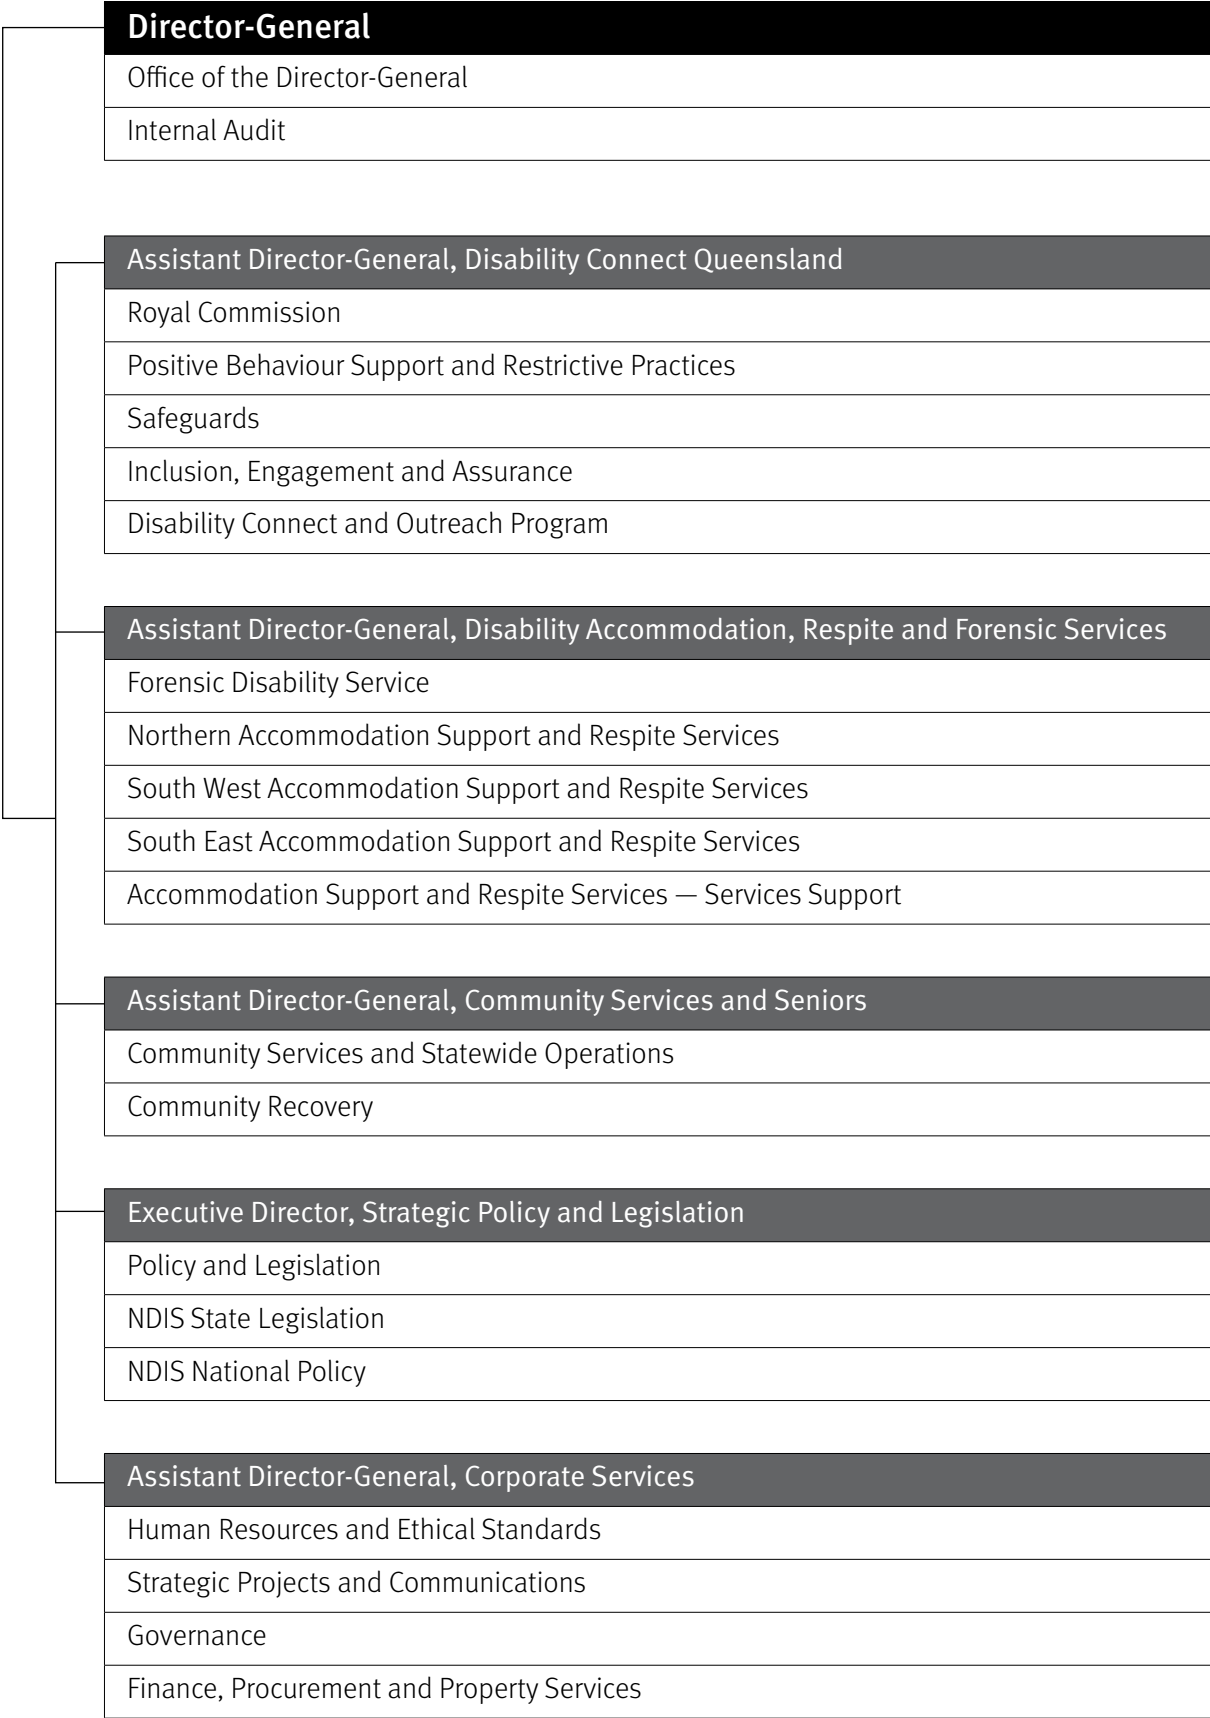 Director-General
Office of the Director-General
Internal Audit
Assistant Director-General, Disability Connect Queensland
Royal Commission
Positive Behaviour Support and Restrictive Practices
Safeguards
Inclusion, Engagement and Assurance
Disability Connect and Outreach Program
Assistant Director-General, Disability Accommodation, Respite and Forensic Services
Forensic Disability Service
Northern Accommodation Support and Respite Services
South West Accommodation Support and Respite Services
South East Accommodation Support and Respite Services
Accommodation Support and Respite Services — Services Support
Assistant Director-General, Community Services and Seniors
Community Services and Statewide Operations
Community Recovery
Executive Director, Strategic Policy and Legislation
Policy and Legislation
NDIS State Legislation
NDIS National Policy
Assistant Director-General, Corporate Services
Human Resources and Ethical Standards
Strategic Projects and Communications
Governance
Finance, Procurement and Property Services